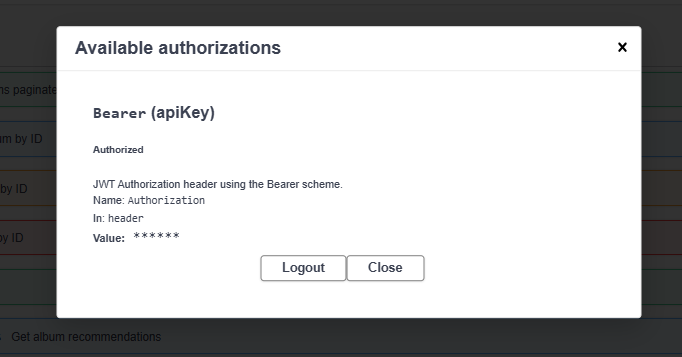 Available authorizations
×
Bearer (apiKey)
Authorized
JWT Authorization header using the Bearer scheme.
Name: Authorization
In: header
Value: ******
Logout
Close
paginate
by ID
by ID
by ID
Get album recommendations